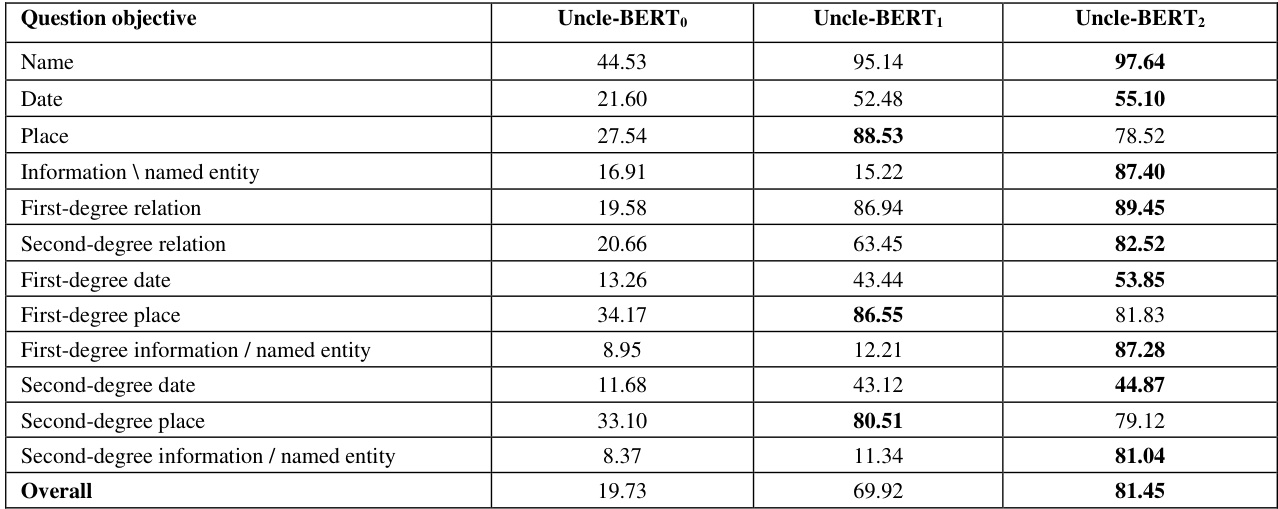 Question objective Uncle-BERT₀ Uncle-BERT₁ Uncle-BERT₂
Name 44.53 95.14 97.64
Date 21.60 52.48 55.10
Place 27.54 88.53 78.52
Information \ named entity 16.91 15.22 87.40
First-degree relation 19.58 86.94 89.45
Second-degree relation 20.66 63.45 82.52
First-degree date 13.26 43.44 53.85
First-degree place 34.17 86.55 81.83
First-degree information / named entity 8.95 12.21 87.28
Second-degree date 11.68 43.12 44.87
Second-degree place 33.10 80.51 79.12
Second-degree information / named entity 8.37 11.34 81.04
Overall 19.73 69.92 81.45